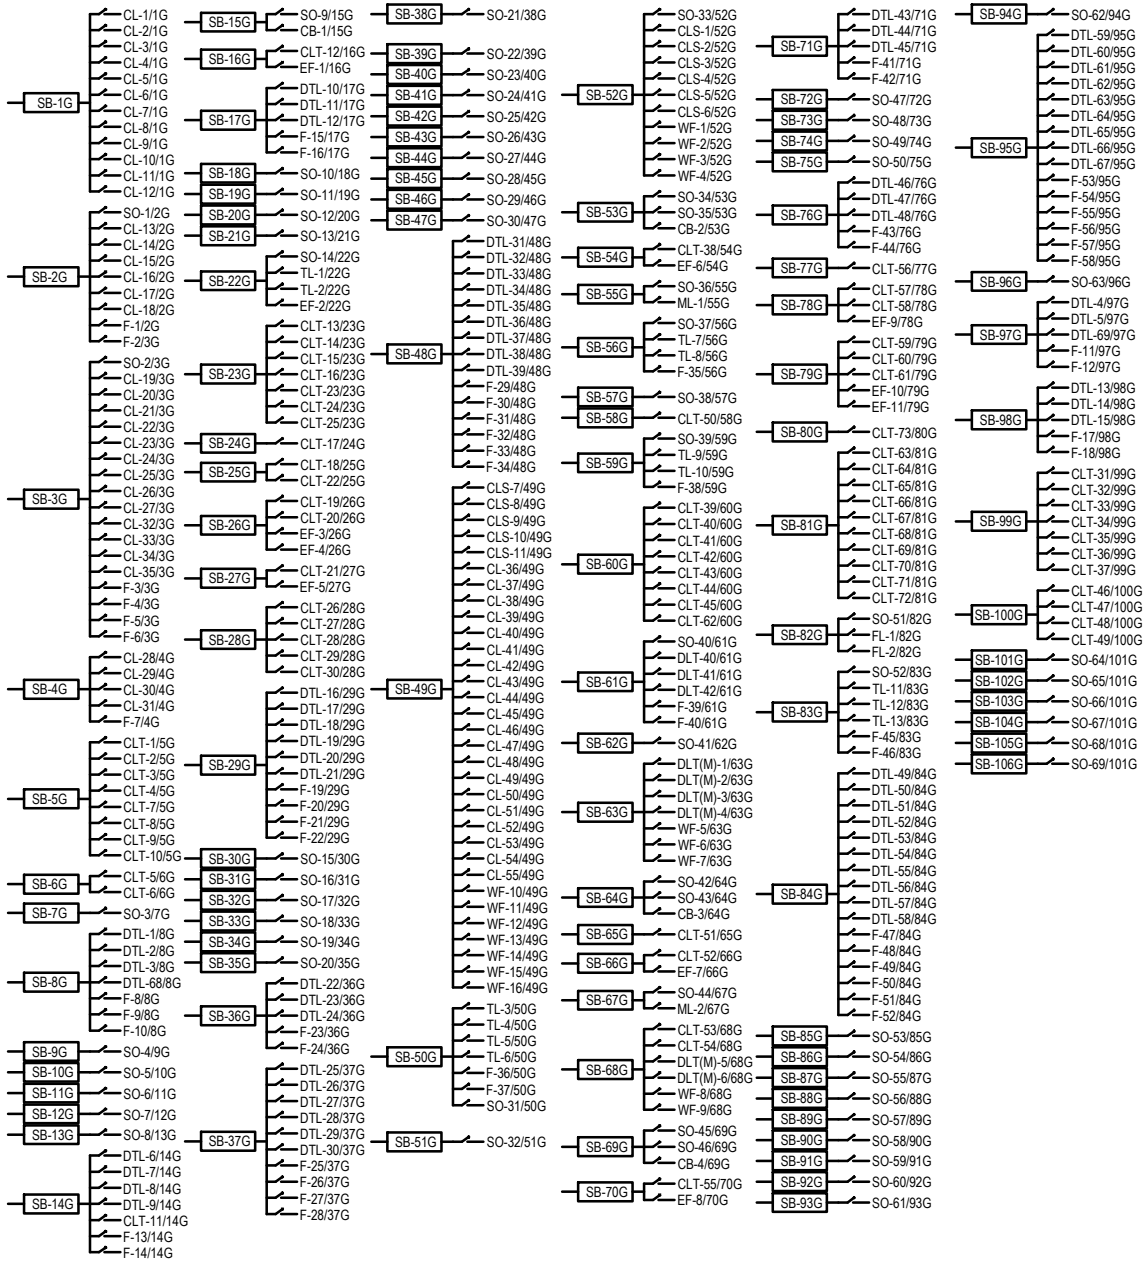 SB-1G
CL-1/1G
CL-2/1G
CL-3/1G
CL-4/1G
CL-5/1G
CL-6/1G
CL-7/1G
CL-8/1G
CL-9/1G
CL-10/1G
CL-11/1G
CL-12/1G
SB-2G
SO-1/2G
CL-13/2G
CL-14/2G
CL-15/2G
CL-16/2G
CL-17/2G
CL-18/2G
F-1/2G
F-2/3G
SB-3G
SO-2/3G
CL-19/3G
CL-20/3G
CL-21/3G
CL-22/3G
CL-23/3G
CL-24/3G
CL-25/3G
CL-26/3G
CL-27/3G
CL-32/3G
CL-33/3G
CL-34/3G
CL-35/3G
F-3/3G
F-4/3G
F-5/3G
F-6/3G
SB-4G
CL-28/4G
CL-29/4G
CL-30/4G
CL-31/4G
F-7/4G
SB-5G
CLT-1/5G
CLT-2/5G
CLT-3/5G
CLT-4/5G
CLT-7/5G
CLT-8/5G
CLT-9/5G
CLT-10/5G
SB-6G
CLT-5/6G
CLT-6/6G
SB-7G
SO-3/7G
SB-8G
DTL-1/8G
DTL-2/8G
DTL-3/8G
DTL-68/8G
F-8/8G
F-9/8G
F-10/8G
SB-9G
SO-4/9G
SB-10G
SO-5/10G
SB-11G
SO-6/11G
SB-12G
SO-7/12G
SB-13G
SO-8/13G
SB-14G
DTL-6/14G
DTL-7/14G
DTL-8/14G
DTL-9/14G
CLT-11/14G
F-13/14G
F-14/14G
SB-15G
SO-9/15G
CB-1/15G
SB-16G
CLT-12/16G
EF-1/16G
SB-17G
DTL-10/17G
DTL-11/17G
DTL-12/17G
F-15/17G
F-16/17G
SB-18G
SO-10/18G
SB-19G
SO-11/19G
SB-20G
SO-12/20G
SB-21G
SO-13/21G
SB-22G
SO-14/22G
TL-1/22G
TL-2/22G
EF-2/22G
SB-23G
CLT-13/23G
CLT-14/23G
CLT-15/23G
CLT-16/23G
CLT-23/23G
CLT-24/23G
CLT-25/23G
SB-24G
CLT-17/24G
SB-25G
CLT-18/25G
CLT-22/25G
SB-26G
CLT-19/26G
CLT-20/26G
EF-3/26G
EF-4/26G
SB-27G
CLT-21/27G
EF-5/27G
SB-28G
CLT-26/28G
CLT-27/28G
CLT-28/28G
CLT-29/28G
CLT-30/28G
SB-29G
DTL-16/29G
DTL-17/29G
DTL-18/29G
DTL-19/29G
DTL-20/29G
DTL-21/29G
F-19/29G
F-20/29G
F-21/29G
F-22/29G
SB-30G
SO-15/30G
SB-31G
SO-16/31G
SB-32G
SO-17/32G
SB-33G
SO-18/33G
SB-34G
SO-19/34G
SB-35G
SO-20/35G
SB-36G
DTL-22/36G
DTL-23/36G
DTL-24/36G
F-23/36G
F-24/36G
SB-37G
DTL-25/37G
DTL-26/37G
DTL-27/37G
DTL-28/37G
DTL-29/37G
DTL-30/37G
F-25/37G
F-26/37G
F-27/37G
F-28/37G
SB-38G
SO-21/38G
SB-39G
SO-22/39G
SB-40G
SO-23/40G
SB-41G
SO-24/41G
SB-42G
SO-25/42G
SB-43G
SO-26/43G
SB-44G
SO-27/44G
SB-45G
SO-28/45G
SB-46G
SO-29/46G
SB-47G
SO-30/47G
SB-48G
DTL-31/48G
DTL-32/48G
DTL-33/48G
DTL-34/48G
DTL-35/48G
DTL-36/48G
DTL-37/48G
DTL-38/48G
DTL-39/48G
F-29/48G
F-30/48G
F-31/48G
F-32/48G
F-33/48G
F-34/48G
SB-49G
CLS-7/49G
CLS-8/49G
CLS-9/49G
CLS-10/49G
CLS-11/49G
CL-36/49G
CL-37/49G
CL-38/49G
CL-39/49G
CL-40/49G
CL-41/49G
CL-42/49G
CL-43/49G
CL-44/49G
CL-45/49G
CL-46/49G
CL-47/49G
CL-48/49G
CL-49/49G
CL-50/49G
CL-51/49G
CL-52/49G
CL-53/49G
CL-54/49G
CL-55/49G
WF-10/49G
WF-11/49G
WF-12/49G
WF-13/49G
WF-14/49G
WF-15/49G
WF-16/49G
SB-50G
TL-3/50G
TL-4/50G
TL-5/50G
TL-6/50G
F-36/50G
F-37/50G
SO-31/50G
SB-51G
SO-32/51G
SB-52G
SO-33/52G
CLS-1/52G
CLS-2/52G
CLS-3/52G
CLS-4/52G
CLS-5/52G
CLS-6/52G
WF-1/52G
WF-2/52G
WF-3/52G
WF-4/52G
SB-53G
SO-34/53G
SO-35/53G
CB-2/53G
SB-54G
CLT-38/54G
EF-6/54G
SB-55G
SO-36/55G
ML-1/55G
SB-56G
SO-37/56G
TL-7/56G
TL-8/56G
F-35/56G
SB-57G
SO-38/57G
SB-58G
CLT-50/58G
SB-59G
SO-39/59G
TL-9/59G
TL-10/59G
F-38/59G
SB-60G
CLT-39/60G
CLT-40/60G
CLT-41/60G
CLT-42/60G
CLT-43/60G
CLT-44/60G
CLT-45/60G
CLT-62/60G
SB-61G
SO-40/61G
DLT-40/61G
DLT-41/61G
DLT-42/61G
F-39/61G
F-40/61G
SB-62G
SO-41/62G
SB-63G
DLT(M)-1/63G
DLT(M)-2/63G
DLT(M)-3/63G
DLT(M)-4/63G
WF-5/63G
WF-6/63G
WF-7/63G
SB-64G
SO-42/64G
SO-43/64G
CB-3/64G
SB-65G
CLT-51/65G
SB-66G
CLT-52/66G
EF-7/66G
SB-67G
SO-44/67G
ML-2/67G
SB-68G
CLT-53/68G
CLT-54/68G
DLT(M)-5/68G
DLT(M)-6/68G
WF-8/68G
WF-9/68G
SB-69G
SO-45/69G
SO-46/69G
CB-4/69G
SB-70G
CLT-55/70G
EF-8/70G
SB-71G
DTL-43/71G
DTL-44/71G
DTL-45/71G
F-41/71G
F-42/71G
SB-72G
SO-47/72G
SB-73G
SO-48/73G
SB-74G
SO-49/74G
SB-75G
SO-50/75G
SB-76G
DTL-46/76G
DTL-47/76G
DTL-48/76G
F-43/76G
F-44/76G
SB-77G
CLT-56/77G
SB-78G
CLT-57/78G
CLT-58/78G
EF-9/78G
SB-79G
CLT-59/79G
CLT-60/79G
CLT-61/79G
EF-10/79G
EF-11/79G
SB-80G
CLT-73/80G
SB-81G
CLT-63/81G
CLT-64/81G
CLT-65/81G
CLT-66/81G
CLT-67/81G
CLT-68/81G
CLT-69/81G
CLT-70/81G
CLT-71/81G
CLT-72/81G
SB-82G
SO-51/82G
FL-1/82G
FL-2/82G
SB-83G
SO-52/83G
TL-11/83G
TL-12/83G
TL-13/83G
F-45/83G
F-46/83G
SB-84G
DTL-49/84G
DTL-50/84G
DTL-51/84G
DTL-52/84G
DTL-53/84G
DTL-54/84G
DTL-55/84G
DTL-56/84G
DTL-57/84G
DTL-58/84G
F-47/84G
F-48/84G
F-49/84G
F-50/84G
F-51/84G
F-52/84G
SB-85G
SO-53/85G
SB-86G
SO-54/86G
SB-87G
SO-55/87G
SB-88G
SO-56/88G
SB-89G
SO-57/89G
SB-90G
SO-58/90G
SB-91G
SO-59/91G
SB-92G
SO-60/92G
SB-93G
SO-61/93G
SB-94G
SO-62/94G
SB-95G
DTL-59/95G
DTL-60/95G
DTL-61/95G
DTL-62/95G
DTL-63/95G
DTL-64/95G
DTL-65/95G
DTL-66/95G
DTL-67/95G
F-53/95G
F-54/95G
F-55/95G
F-56/95G
F-57/95G
F-58/95G
SB-96G
SO-63/96G
SB-97G
DTL-4/97G
DTL-5/97G
DTL-69/97G
F-11/97G
F-12/97G
SB-98G
DTL-13/98G
DTL-14/98G
DTL-15/98G
F-17/98G
F-18/98G
SB-99G
CLT-31/99G
CLT-32/99G
CLT-33/99G
CLT-34/99G
CLT-35/99G
CLT-36/99G
CLT-37/99G
SB-100G
CLT-46/100G
CLT-47/100G
CLT-48/100G
CLT-49/100G
SB-101G
SO-64/101G
SB-102G
SO-65/101G
SB-103G
SO-66/101G
SB-104G
SO-67/101G
SB-105G
SO-68/101G
SB-106G
SO-69/101G